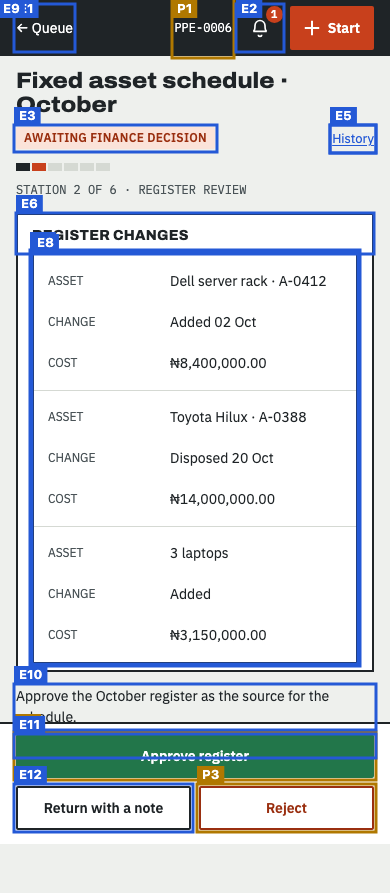 E9 E1 P1 E2 1
← Queue PPE-0006 + Start
Fixed asset schedule ·
October
E3 E5
AWAITING FINANCE DECISION History
STATION 2 OF 6 · REGISTER REVIEW
E6
REGISTER CHANGES
E8
ASSET Dell server rack · A-0412
CHANGE Added 02 Oct
COST ₦8,400,000.00
ASSET Toyota Hilux · A-0388
CHANGE Disposed 20 Oct
COST ₦14,000,000.00
ASSET 3 laptops
CHANGE Added
COST ₦3,150,000.00
E10
Approve the October register as the source for the
schedule.
E11
Approve register
E12 P3
Return with a note Reject